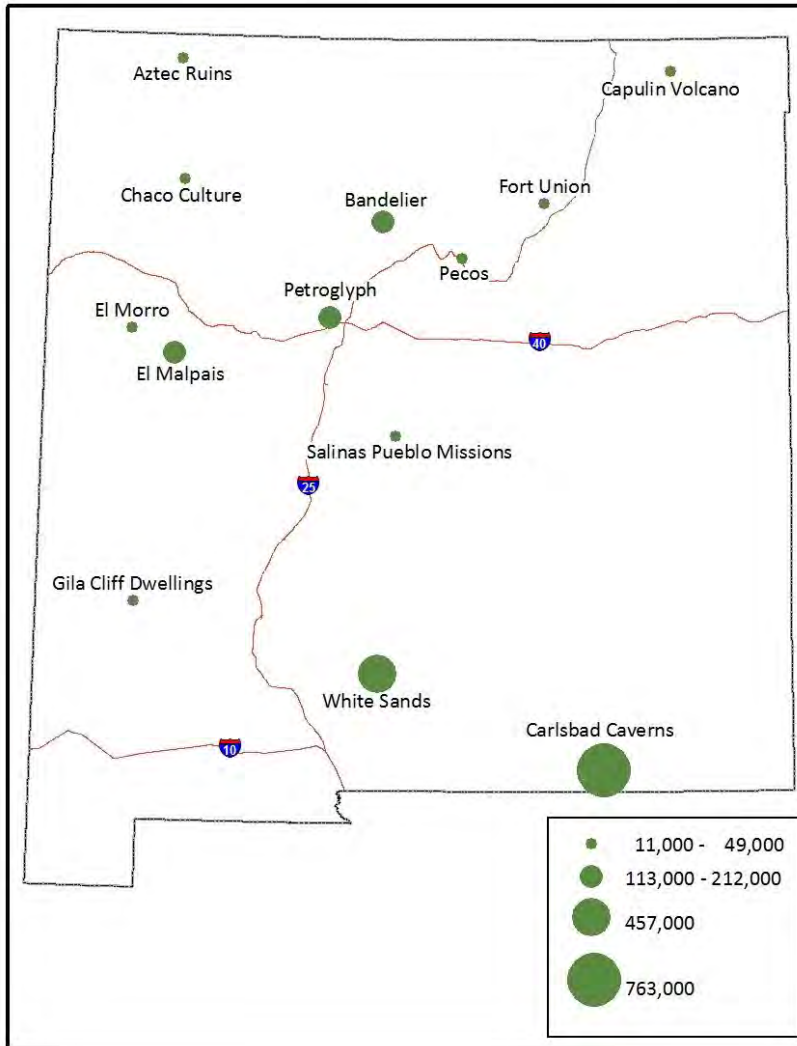 Aztec Ruins
Capulin Volcano
Chaco Culture
Bandelier
Fort Union
Pecos
Petroglyph
El Morro
El Malpais
40
Salinas Pueblo Missions
25
Gila Cliff Dwellings
White Sands
Carlsbad Caverns
10
11,000 - 49,000
113,000 - 212,000
457,000
763,000